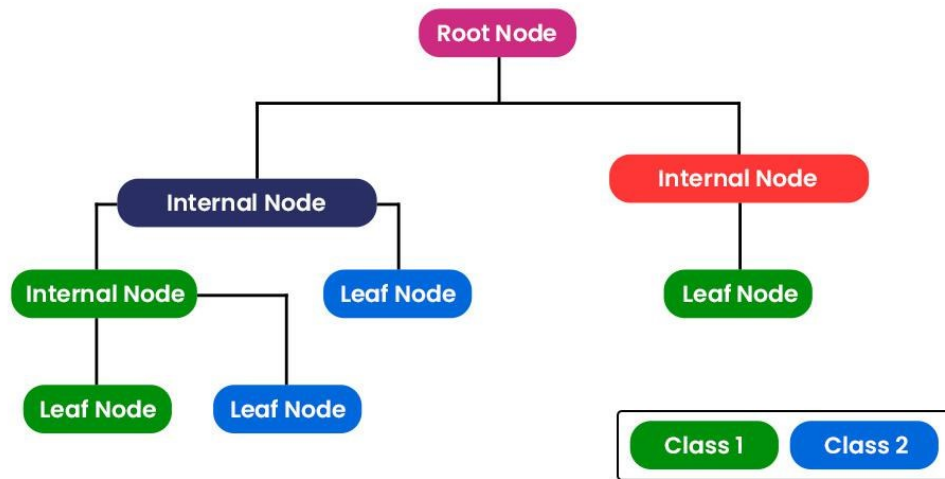 Root Node
Internal Node
Internal Node
Internal Node
Leaf Node
Leaf Node
Leaf Node
Leaf Node
Class 1
Class 2